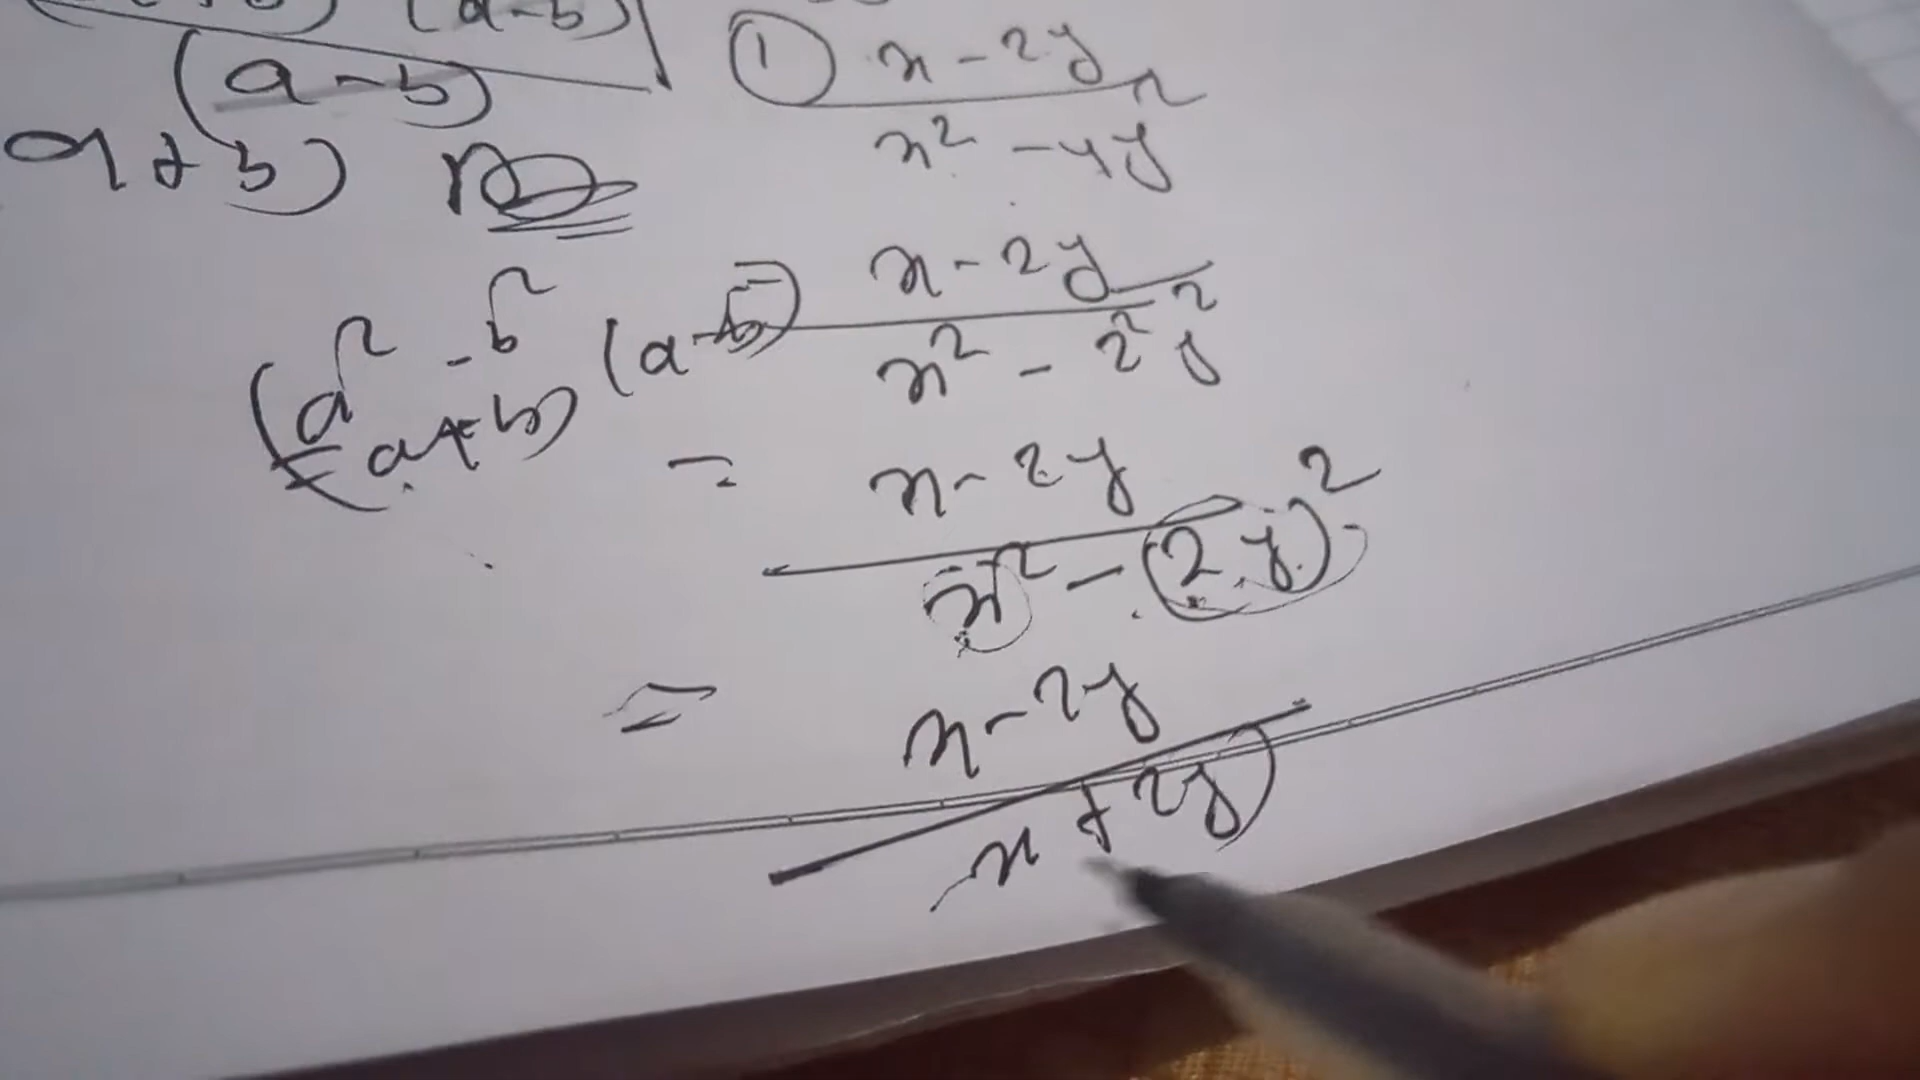 (a-b)
(a-b)
a+b)
① x-2y
x² - 4y²
x-2y
x² - 2²y²
a² - b²
= (a+b) (a-b)
= x-2y
x² - (2y)²
= x-2y
(x+2y)